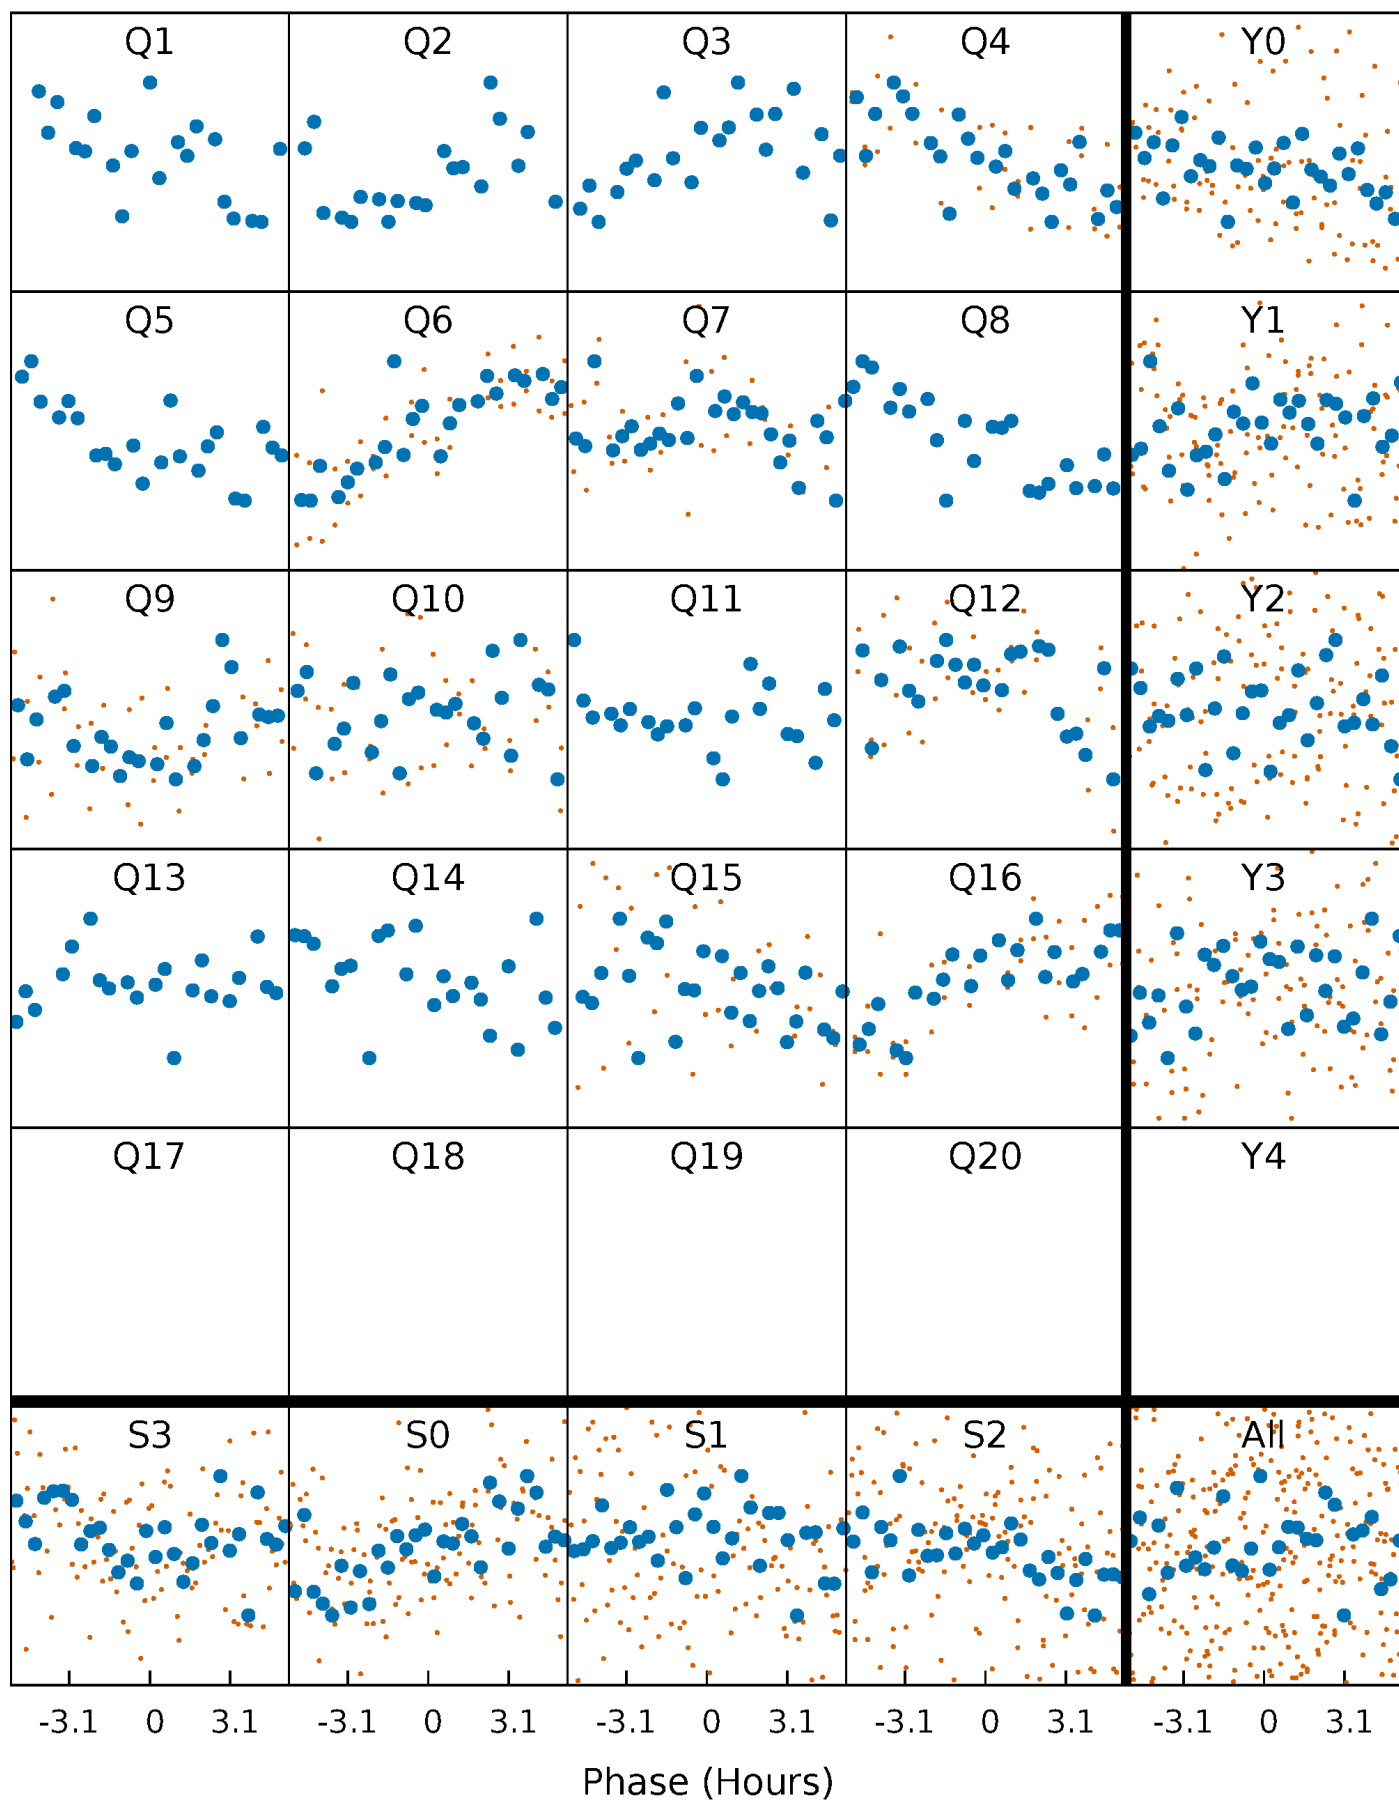 Q1 Q2 Q3 Q4 Y0
Q5 Q6 Q7 Q8 Y1
Q9 Q10 Q11 Q12 Y2
Q13 Q14 Q15 Q16 Y3
Q17 Q18 Q19 Q20 Y4
S3 S0 S1 S2 All
-3.1 0 3.1 -3.1 0 3.1 -3.1 0 3.1 -3.1 0 3.1 -3.1 0 3.1
Phase (Hours)